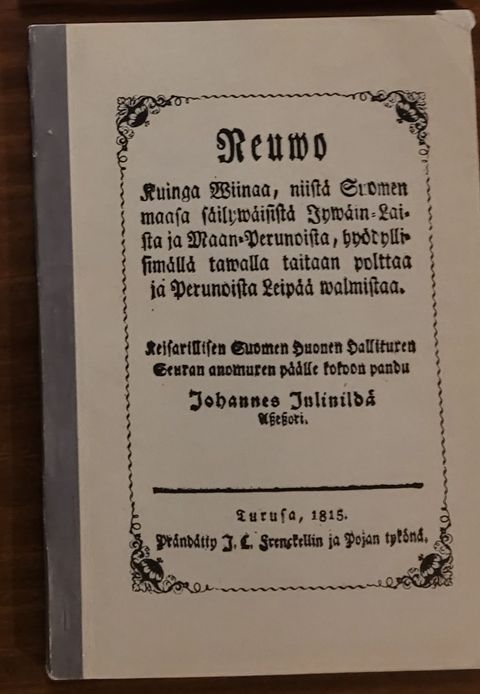 Neuwo
Kuinga Wiinaa, niistä Suomen
maasa säilywäisistä Jywäin-Lai-
sta ja Maan-Perunoista, hyödylli-
simällä tawalla taitaan polttaa
ja Perunoista Leipää walmistaa.
Keisarillisen Suomen Huonen Hallituxen
Seuran anomuxen päälle kokoon pandu
Johannes Julinildä
Aßeßori.
Turusa, 1815.
Prändätty J. C. Frenckellin ja Pojan tykönä.